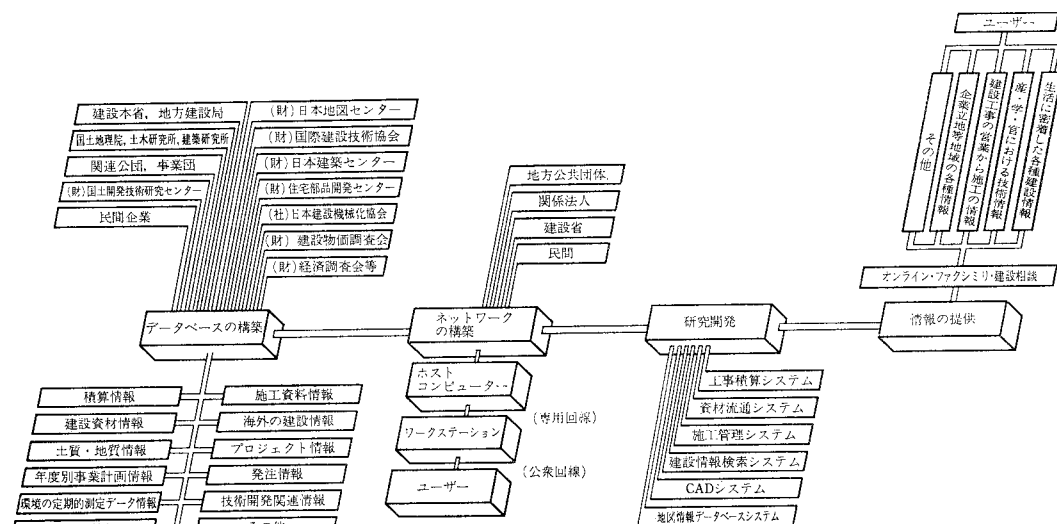 ユーザー
生活に密着した各種建設情報
産・学・官における技術情報
建設工事の営業から施工の情報
企業立地等地域の各種情報
その他
オンライン・ファクシミリ・建設相談
情報の提供
建設本省，地方建設局
国土地理院，土木研究所，建築研究所
関連公団，事業団
(財)国土開発技術研究センター
民間企業
(財)日本地図センター
(財)国際建設技術協会
(財)日本建築センター
(財)住宅部品開発センター
(社)日本建設機械化協会
(財)建設物価調査会
(財)経済調査会等
データベースの構築
積算情報
建設資材情報
土質・地質情報
年度別事業計画情報
環境の定期的測定データ情報
施工資料情報
海外の建設情報
プロジェクト情報
発注情報
技術開発関連情報
その他
地方公共団体，
関係法人
建設省
民間
ネットワーク
の構築
ホスト
コンピューター
(専用回線)
ワークステーション
(公衆回線)
ユーザー
研究開発
工事積算システム
資材流通システム
施工管理システム
建設情報検索システム
CADシステム
地区情報データベースシステム